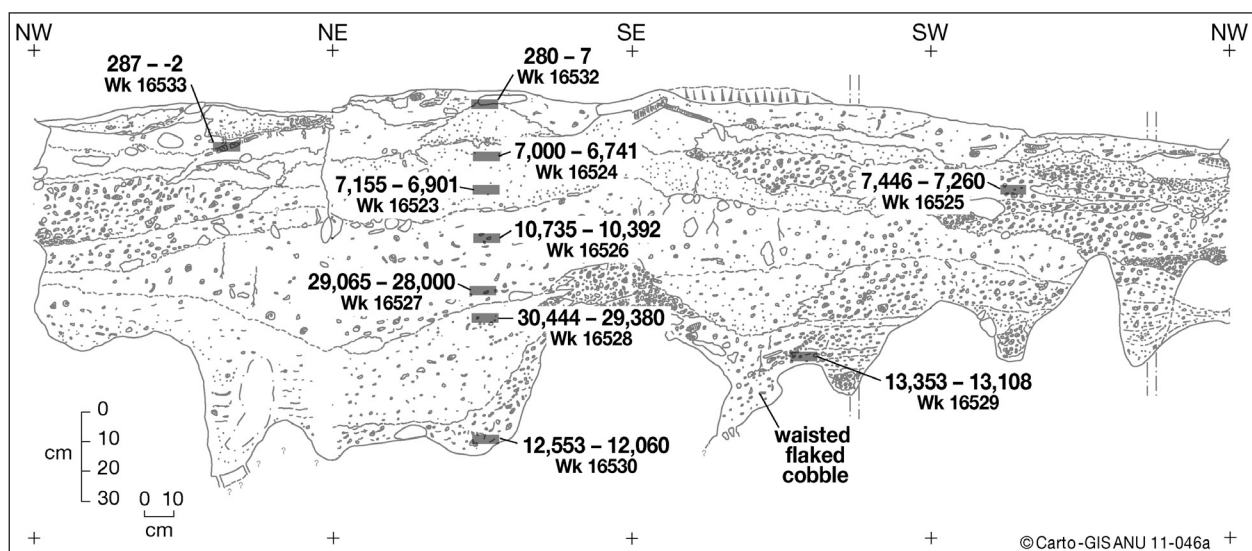 NW
NE
SE
SW
NW
287 – -2
Wk 16533
280 – 7
Wk 16532
7,000 – 6,741
Wk 16524
7,155 – 6,901
Wk 16523
7,446 – 7,260
Wk 16525
10,735 – 10,392
Wk 16526
29,065 – 28,000
Wk 16527
30,444 – 29,380
Wk 16528
13,353 – 13,108
Wk 16529
waisted
flaked
cobble
12,553 – 12,060
Wk 16530
0
10
20
30
cm
0 10
cm
? ?
?
?
?
© Carto-GIS ANU 11-046a